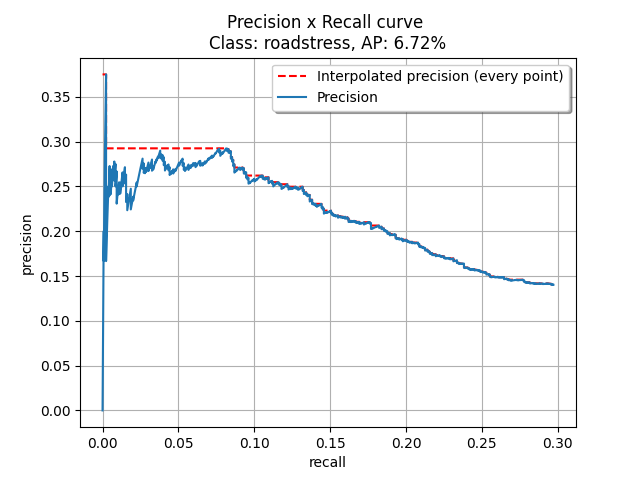 Precision x Recall curve
Class: roadstress, AP: 6.72%
Interpolated precision (every point)
Precision
0.35
0.30
0.25
0.20
0.15
0.10
0.05
0.00
precision
0.00 0.05 0.10 0.15 0.20 0.25 0.30
recall